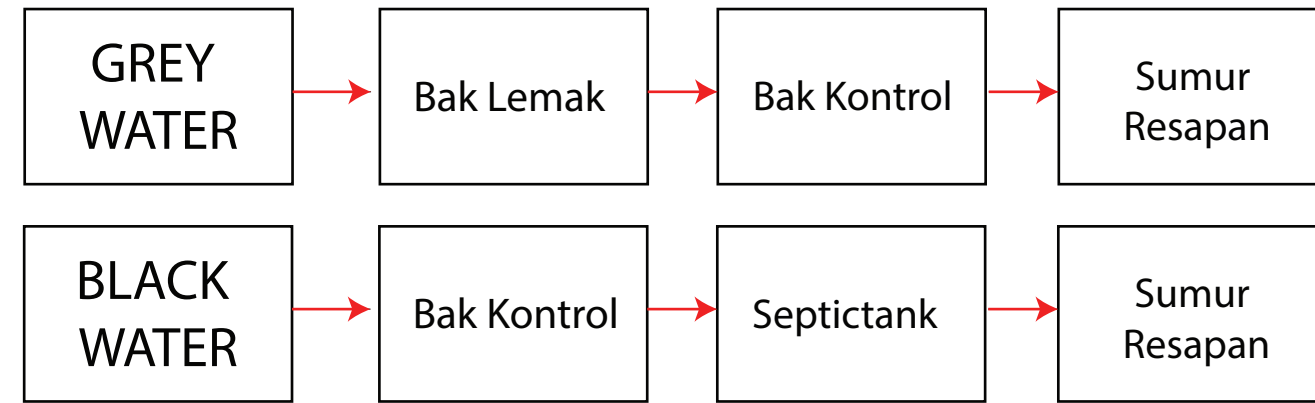 GREY
WATER
Bak Lemak
Bak Kontrol
Sumur
Resapan
BLACK
WATER
Bak Kontrol
Septictank
Sumur
Resapan